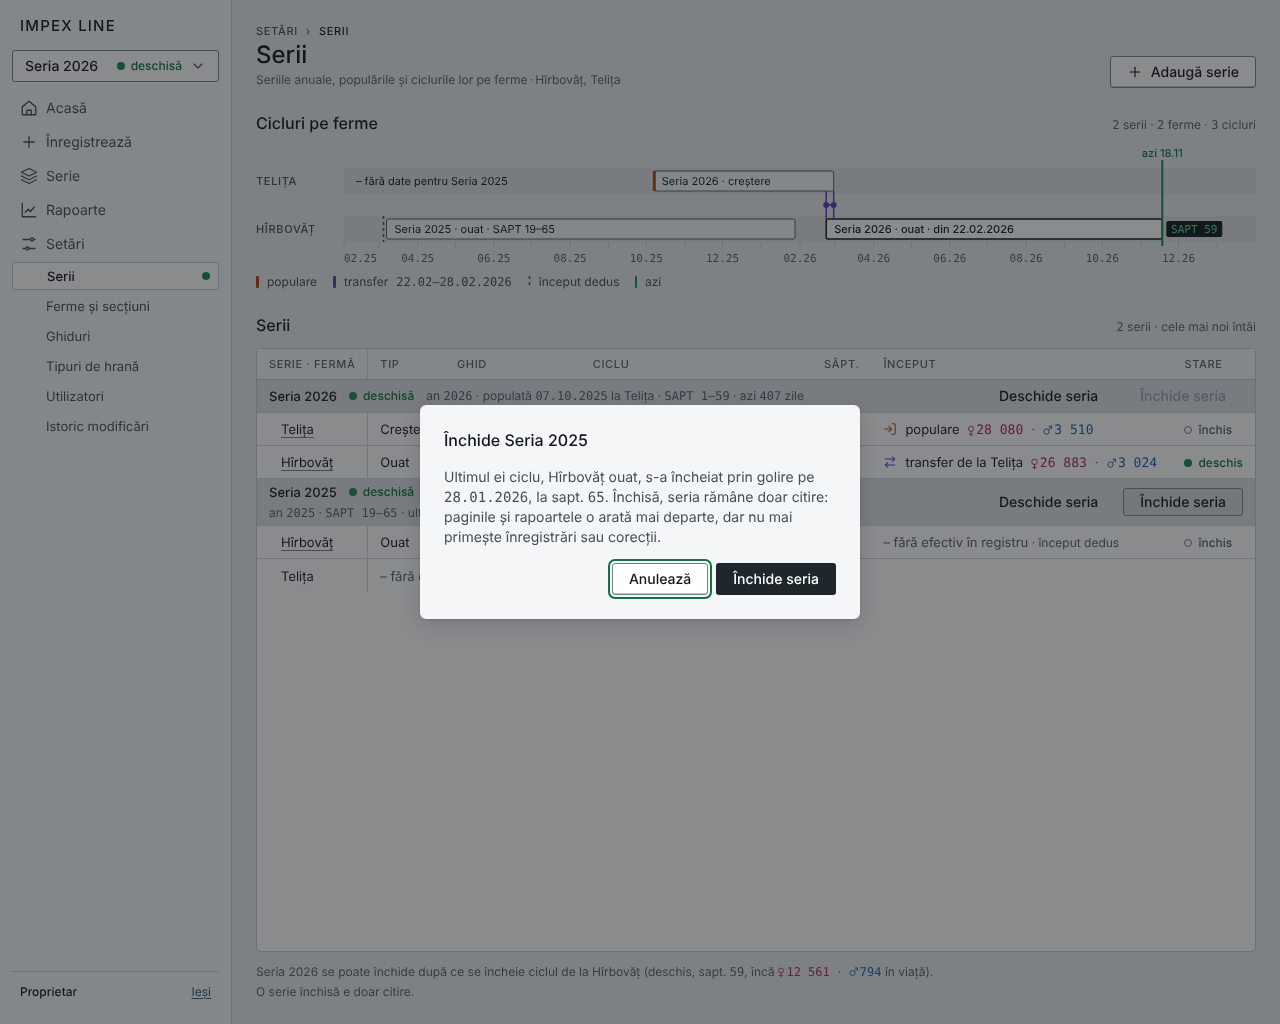 IMPEX LINE
Seria 2026 deschisă
Acasă
Înregistrează
Serie
Rapoarte
Setări
Serii
Ferme și secțiuni
Ghiduri
Tipuri de hrană
Utilizatori
Istoric modificări
Proprietar Ieși
SETĂRI › SERII
Serii
Seriile anuale, populările și ciclurile lor pe ferme · Hîrbovăț, Telița
Adaugă serie
Cicluri pe ferme
2 serii · 2 ferme · 3 cicluri
azi 18.11
TELIȚA – fără date pentru Seria 2025 Seria 2026 · creștere
HÎRBOVĂȚ Seria 2025 · ouat · SAPT 19–65 Seria 2026 · ouat · din 22.02.2026 SAPT 59
02.25 04.25 06.25 08.25 10.25 12.25 02.26 04.26 06.26 08.26 10.26 12.26
populare transfer 22.02–28.02.2026 început dedus azi
Serii
2 serii · cele mai noi întâi
SERIE · FERMĂ TIP GHID CICLU SĂPT. ÎNCEPUT STARE
Seria 2026 deschisă an 2026 · populată 07.10.2025 la Telița · SAPT 1–59 · azi 407 zile Deschide seria Închide seria
Telița Crește populare ♀28 080 · ♂3 510 închis
Hîrbovăț Ouat transfer de la Telița ♀26 883 · ♂3 024 deschis
Seria 2025 deschisă Deschide seria Închide seria
an 2025 · SAPT 19–65 · ult
Hîrbovăț Ouat – fără efectiv în registru · început dedus închis
Telița – fără
Închide Seria 2025
Ultimul ei ciclu, Hîrbovăț ouat, s-a încheiat prin golire pe
28.01.2026, la sapt. 65. Închisă, seria rămâne doar citire:
paginile și rapoartele o arată mai departe, dar nu mai
primește înregistrări sau corecții.
Anulează Închide seria
Seria 2026 se poate închide după ce se încheie ciclul de la Hîrbovăț (deschis, sapt. 59, încă ♀12 561 · ♂794 în viață).
O serie închisă e doar citire.